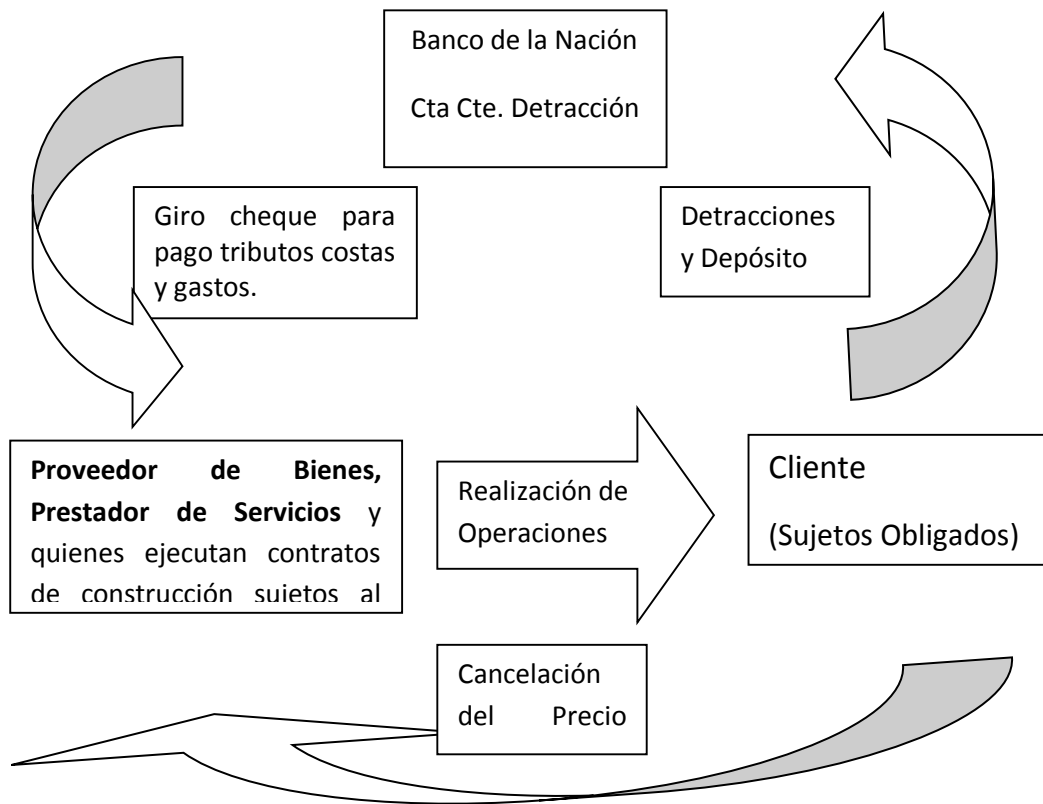 Banco de la Nación
Cta Cte. Detracción
Giro cheque para
pago tributos costas
y gastos.
Detracciones
y Depósito
Proveedor de Bienes,
Prestador de Servicios y
quienes ejecutan contratos
de construcción sujetos al
Realización de
Operaciones
Cliente
(Sujetos Obligados)
Cancelación
del Precio